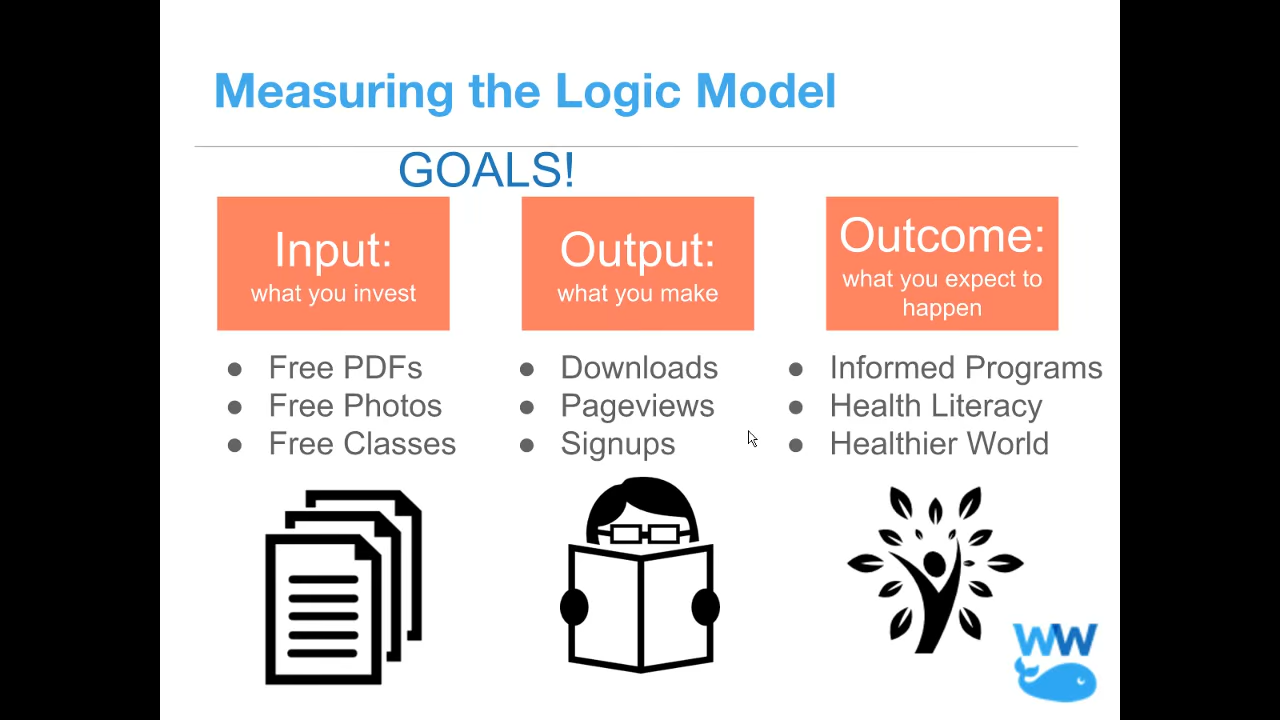 Measuring the Logic Model
GOALS!
Input:
what you invest
Output:
what you make
Outcome:
what you expect to
happen
● Free PDFs
● Free Photos
● Free Classes
● Downloads
● Pageviews
● Signups
● Informed Programs
● Health Literacy
● Healthier World
WW